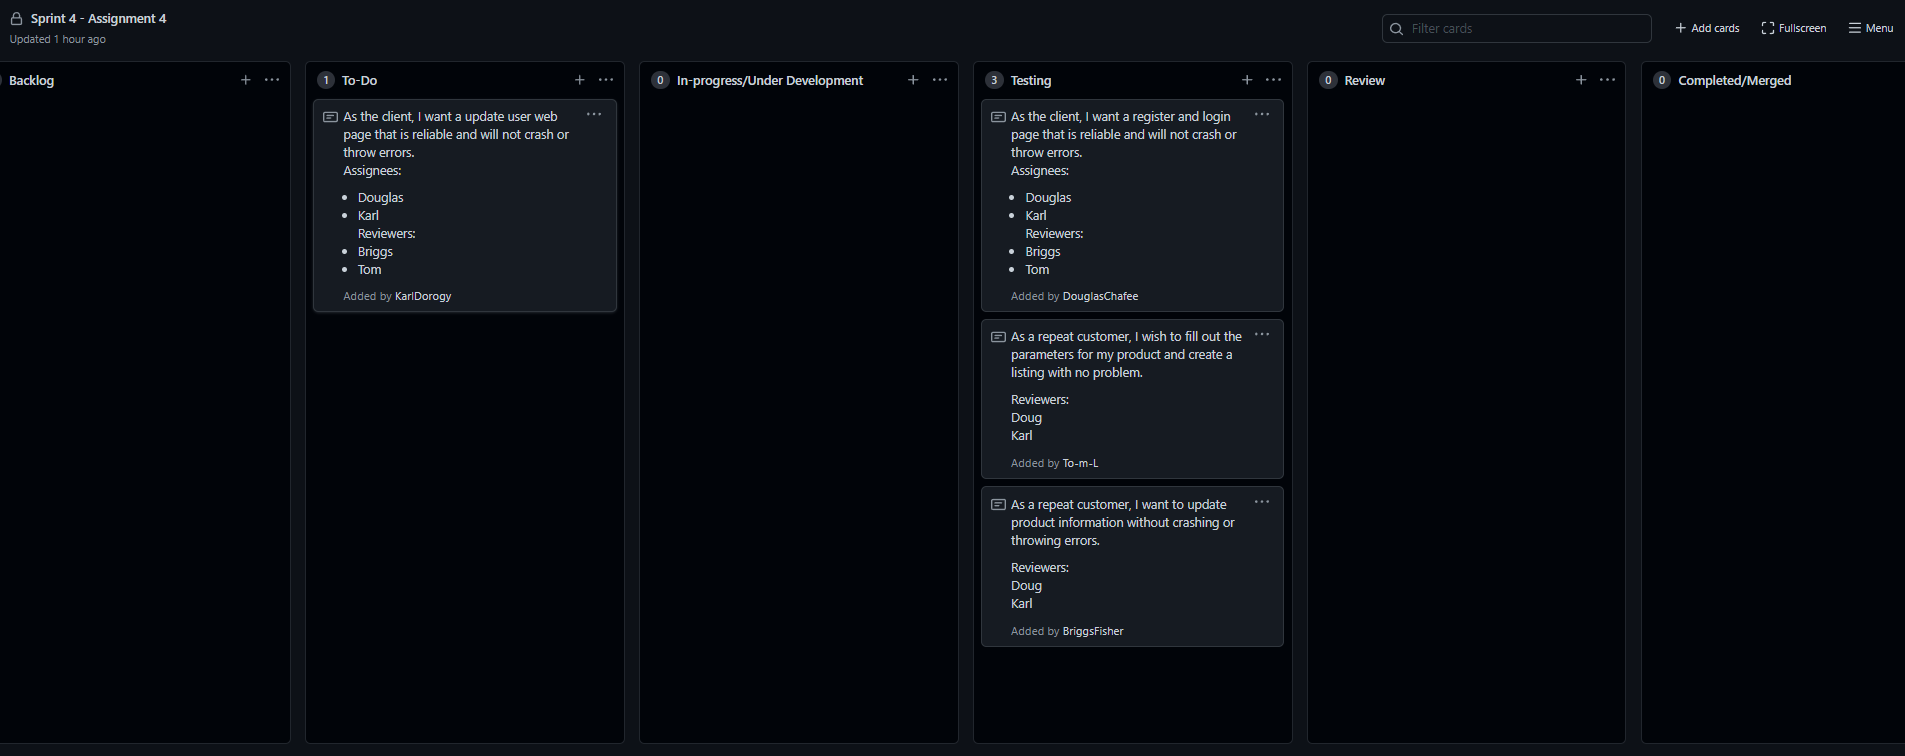 Sprint 4 - Assignment 4
Updated 1 hour ago
Filter cards
Add cards
Fullscreen
Menu
Backlog
1 To-Do
As the client, I want a update user web
page that is reliable and will not crash or
throw errors.
Assignees:
Douglas
Karl
Reviewers:
Briggs
Tom
Added by KarlDorogy
0 In-progress/Under Development
3 Testing
As the client, I want a register and login
page that is reliable and will not crash or
throw errors.
Assignees:
Douglas
Karl
Reviewers:
Briggs
Tom
Added by DouglasChafee
As a repeat customer, I wish to fill out the
parameters for my product and create a
listing with no problem.
Reviewers:
Doug
Karl
Added by To-m-L
As a repeat customer, I want to update
product information without crashing or
throwing errors.
Reviewers:
Doug
Karl
Added by BriggsFisher
0 Review
0 Completed/Merged